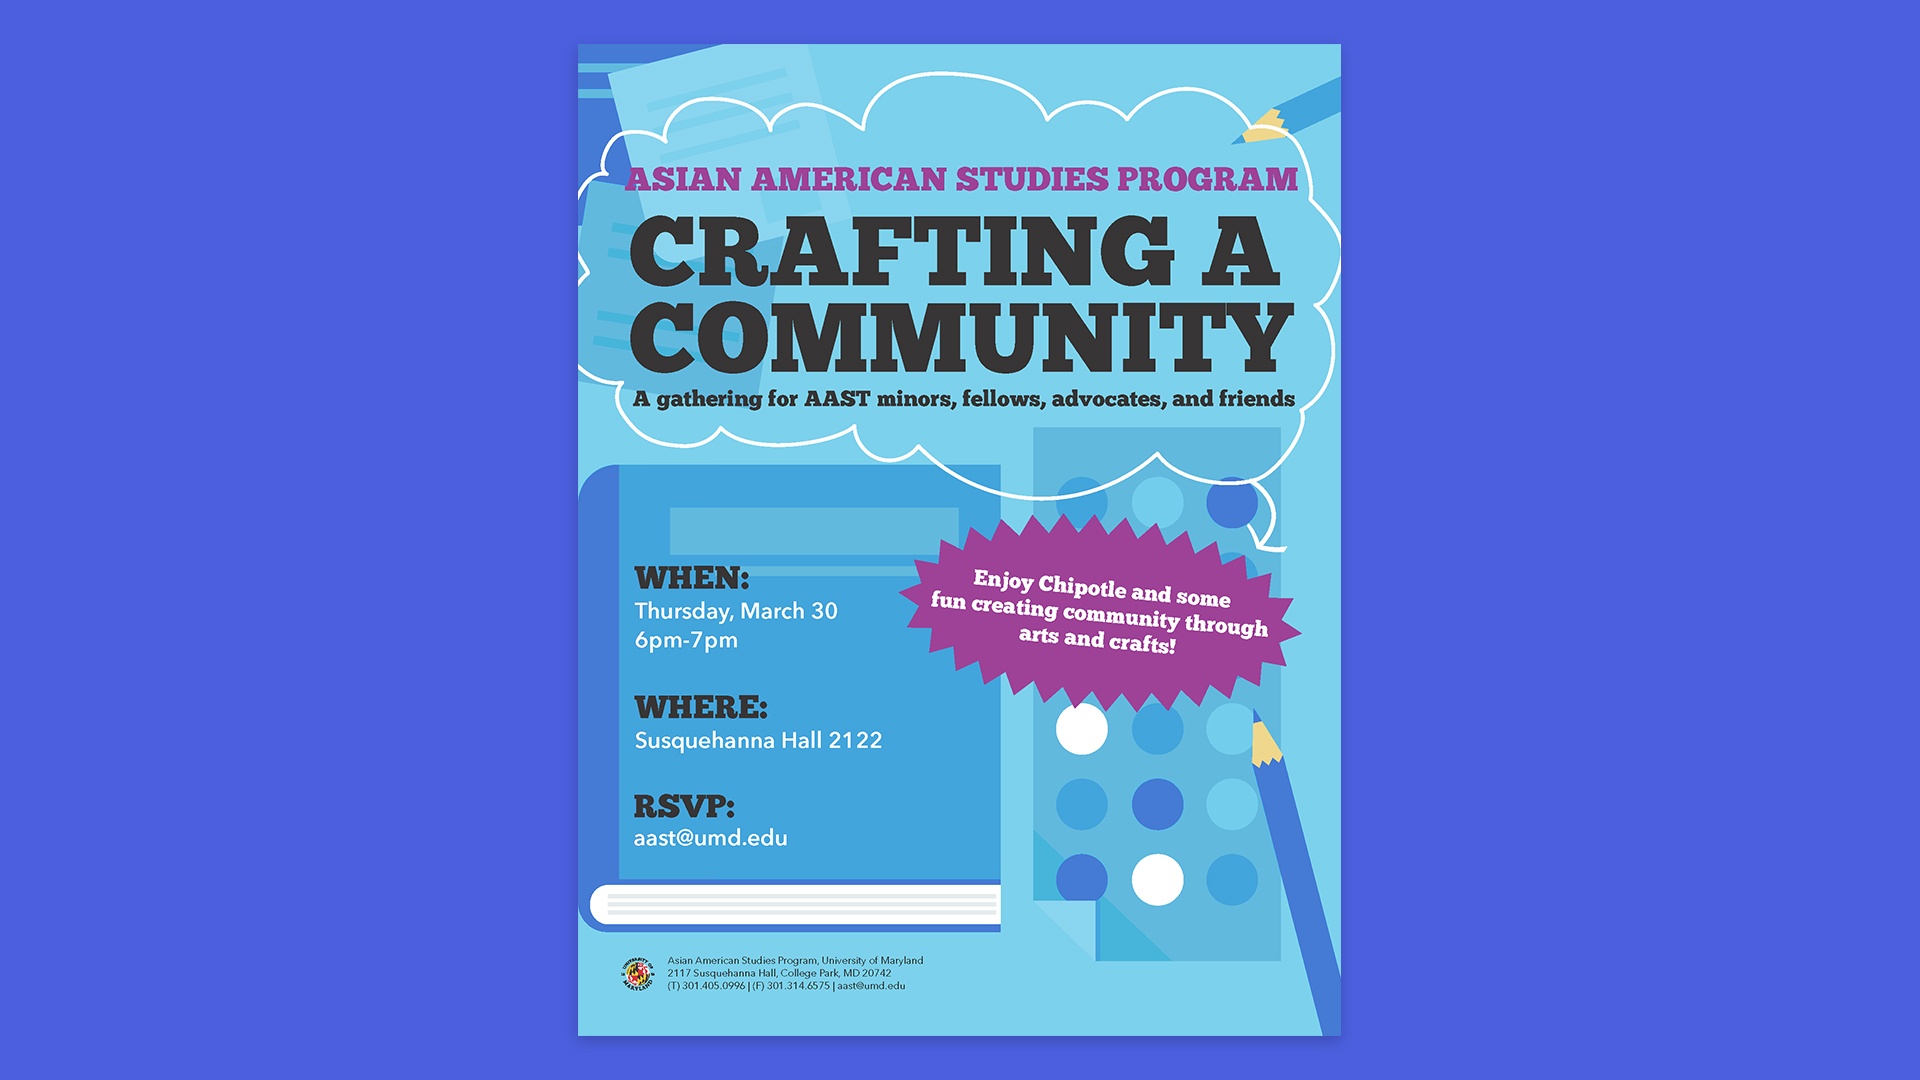 ASIAN AMERICAN STUDIES PROGRAM
CRAFTING A
COMMUNITY
A gathering for AAST minors, fellows, advocates, and friends
WHEN:
Thursday, March 30
6pm-7pm
Enjoy Chipotle and some
fun creating community through
arts and crafts!
WHERE:
Susquehanna Hall 2122
RSVP:
aast@umd.edu
UNIVERSITY OF
MARYLAND
Asian American Studies Program, University of Maryland
2117 Susquehanna Hall, College Park, MD 20742
(T) 301.405.0996 | (F) 301.314.6575 | aast@umd.edu